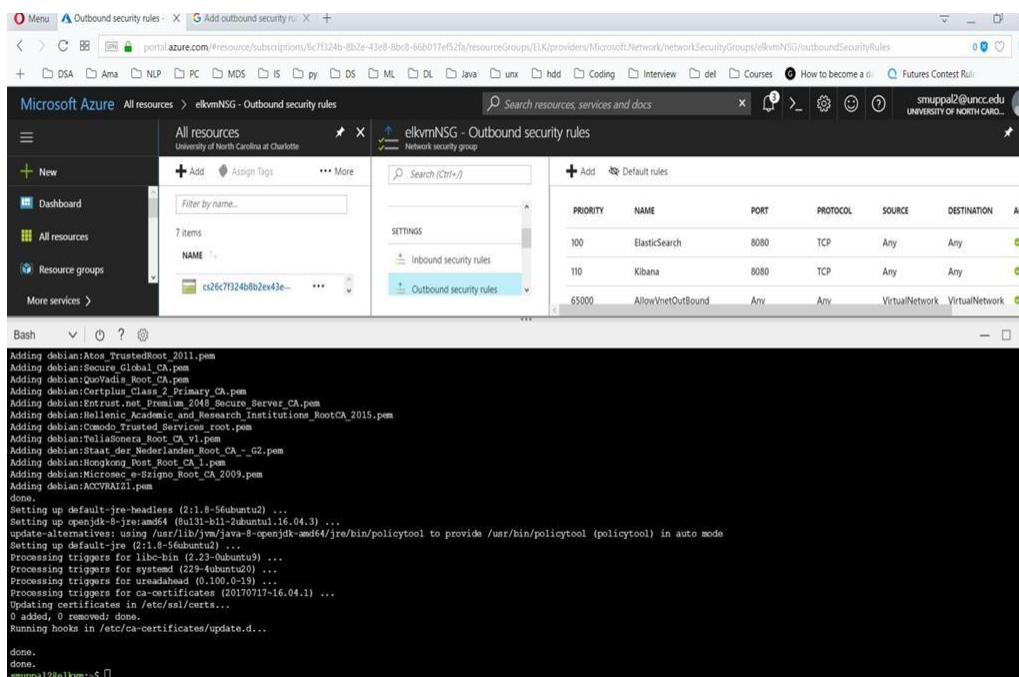 Menu
Outbound security rules -
Add outbound security ru
VPN
portal.azure.com/#resource/subscriptions/6c7f324b-8b2e-43e8-8bc8-66b017ef52fa/resourceGroups/ELK/providers/Microsoft.Network/networkSecurityGroups/elkvmNSG/outboundSecurityRules
0
DSA Ama NLP PC MDS IS py DS ML DL Java unx hdd Coding Interview del Courses How to become a d Futures Contest Rule
Microsoft Azure All resources > elkvmNSG - Outbound security rules
Search resources, services and docs
3
smuppal2@uncc.edu
UNIVERSITY OF NORTH CARO...
New
Dashboard
All resources
Resource groups
More services >
All resources
University of North Carolina at Charlotte
Add Assign Tags ••• More
Filter by name...
7 items
NAME
cs26c7f324b8b2ex43e--- •••
elkvmNSG - Outbound security rules
Network security group
Search (Ctrl+/)
SETTINGS
Inbound security rules
Outbound security rules
Add Default rules
PRIORITY NAME PORT PROTOCOL SOURCE DESTINATION A
100 ElasticSearch 8080 TCP Any Any
110 Kibana 8080 TCP Any Any
65000 AllowVnetOutBound Any Any VirtualNetwork VirtualNetwork
Bash ?
Adding debian:Atos_TrustedRoot_2011.pem
Adding debian:Secure_Global_CA.pem
Adding debian:QuoVadis_Root_CA.pem
Adding debian:Certplus_Class_2_Primary_CA.pem
Adding debian:Entrust.net_Premium_2048_Secure_Server_CA.pem
Adding debian:Hellenic_Academic_and_Research_Institutions_RootCA_2015.pem
Adding debian:Comodo_Trusted_Services_root.pem
Adding debian:TeliaSonera_Root_CA_v1.pem
Adding debian:Staat_der_Nederlanden_Root_CA_-_G2.pem
Adding debian:Hongkong_Post_Root_CA_1.pem
Adding debian:Microsec_e-Szigno_Root_CA_2009.pem
Adding debian:ACCVRAIZ1.pem
done.
Setting up default-jre-headless (2:1.8-56ubuntu2) ...
Setting up openjdk-8-jre:amd64 (8u131-b11-2ubuntu1.16.04.3) ...
update-alternatives: using /usr/lib/jvm/java-8-openjdk-amd64/jre/bin/policytool to provide /usr/bin/policytool (policytool) in auto mode
Setting up default-jre (2:1.8-56ubuntu2) ...
Processing triggers for libc-bin (2.23-0ubuntu9) ...
Processing triggers for systemd (229-4ubuntu20) ...
Processing triggers for ureadahead (0.100.0-19) ...
Processing triggers for ca-certificates (20170717~16.04.1) ...
Updating certificates in /etc/ssl/certs...
0 added, 0 removed; done.
Running hooks in /etc/ca-certificates/update.d...
done.
done.
smuppal2@elkvm:~$